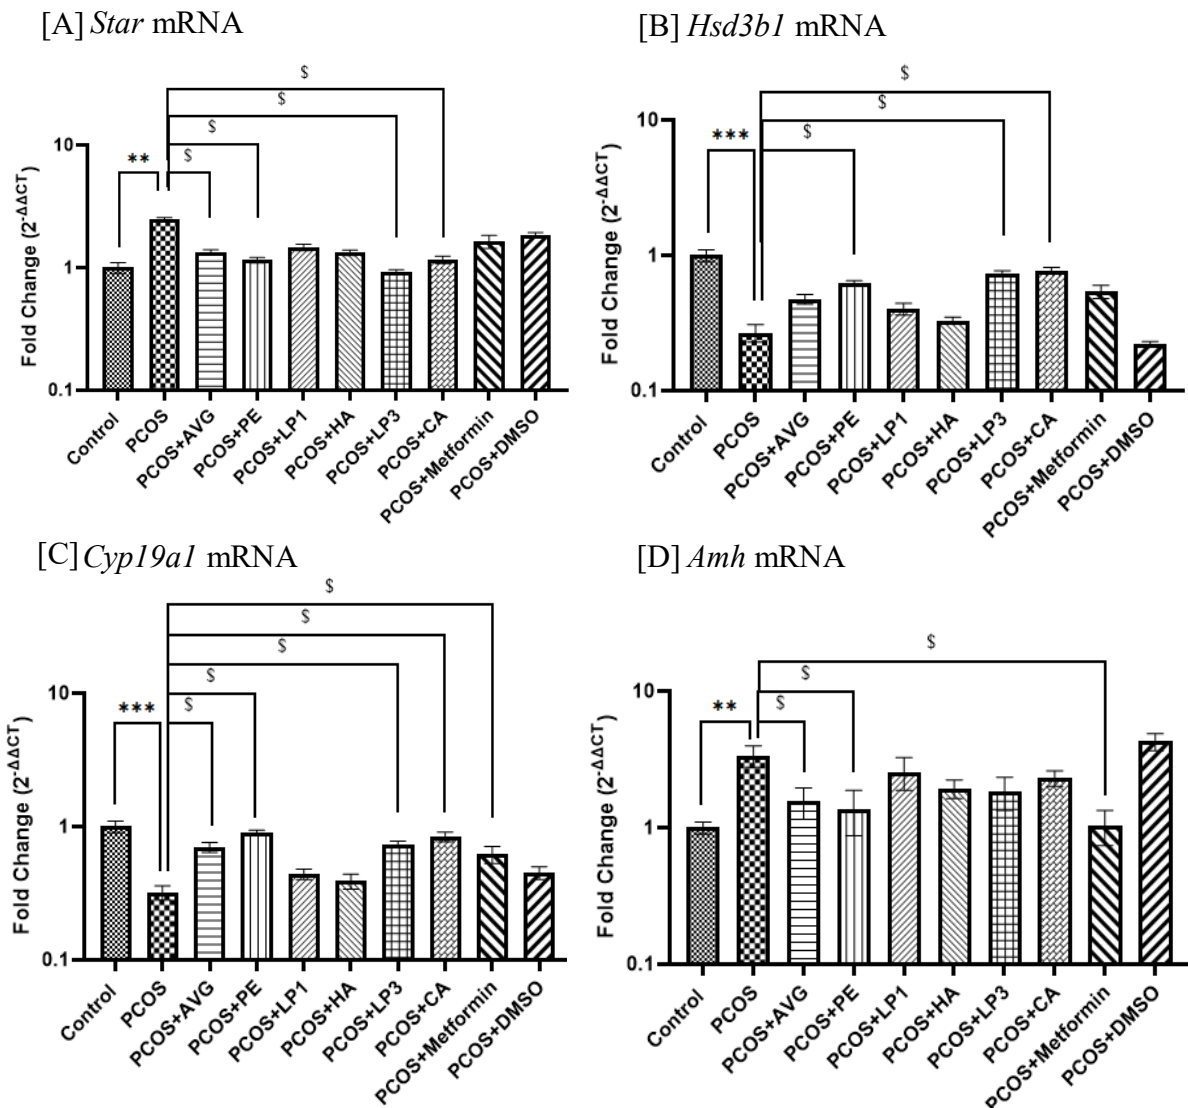 [A] Star mRNA
$
$
$
$
**
10
1
0.1
Fold Change (2-ΔΔCT)
Control
PCOS
PCOS+AVG
PCOS+PE
PCOS+LP1
PCOS+HA
PCOS+LP3
PCOS+CA
PCOS+Metformin
PCOS+DMSO
[B] Hsd3b1 mRNA
$
$
$
***
10
1
0.1
Fold Change (2-ΔΔCT)
Control
PCOS
PCOS+AVG
PCOS+PE
PCOS+LP1
PCOS+HA
PCOS+LP3
PCOS+CA
PCOS+Metformin
PCOS+DMSO
[C] Cyp19a1 mRNA
$
$
$
$
$
***
10
1
0.1
Fold Change (2-ΔΔCT)
Control
PCOS
PCOS+AVG
PCOS+PE
PCOS+LP1
PCOS+HA
PCOS+LP3
PCOS+CA
PCOS+Metformin
PCOS+DMSO
[D] Amh mRNA
$
$
$
**
10
1
0.1
Fold Change (2-ΔΔCT)
Control
PCOS
PCOS+AVG
PCOS+PE
PCOS+LP1
PCOS+HA
PCOS+LP3
PCOS+CA
PCOS+Metformin
PCOS+DMSO